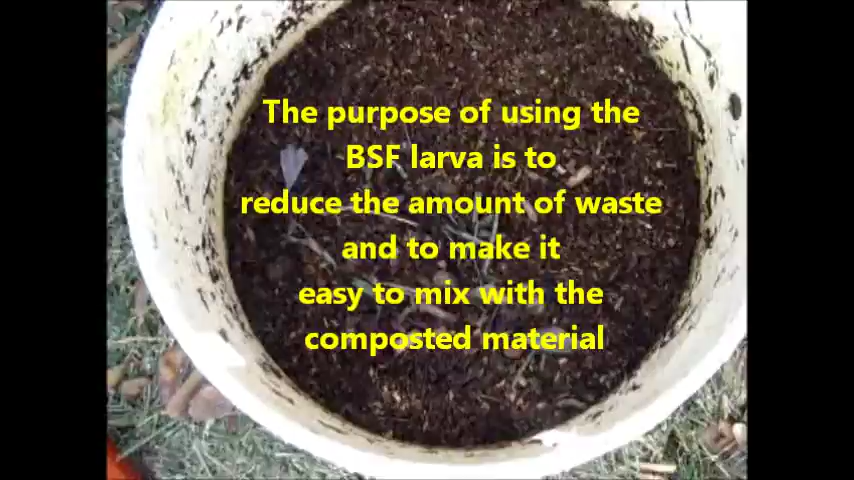 The purpose of using the
BSF larva is to
reduce the amount of waste
and to make it
easy to mix with the
composted material